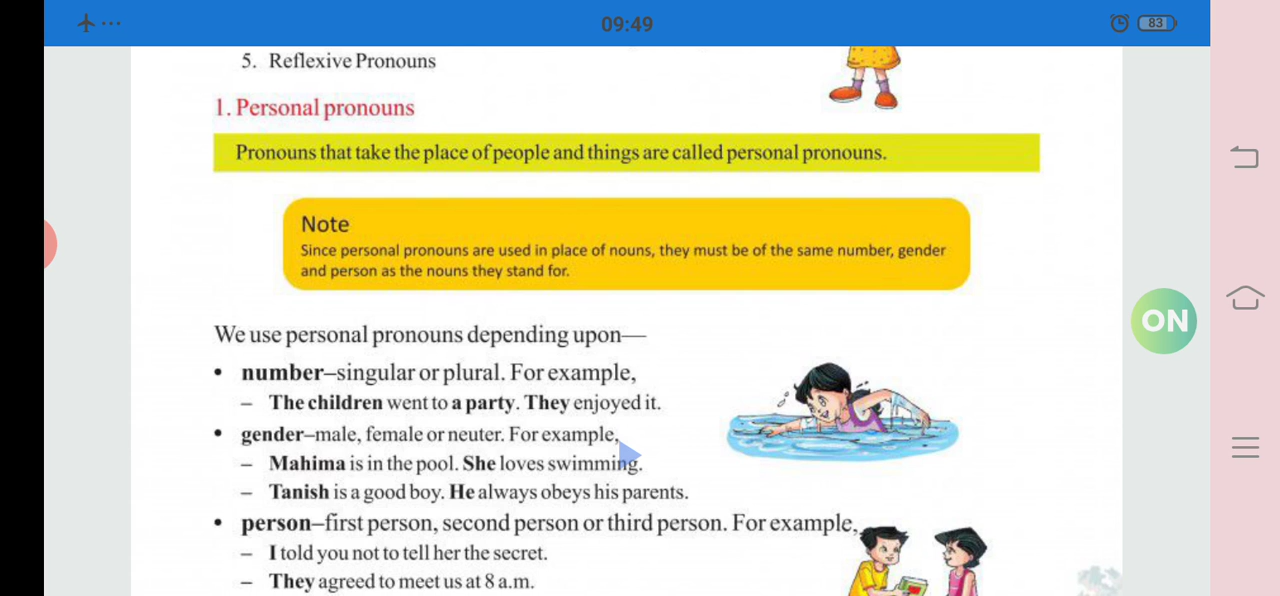 09:49
83
5. Reflexive Pronouns
1. Personal pronouns
Pronouns that take the place of people and things are called personal pronouns.
Note
Since personal pronouns are used in place of nouns, they must be of the same number, gender
and person as the nouns they stand for.
We use personal pronouns depending upon—
• number–singular or plural. For example,
– The children went to a party. They enjoyed it.
• gender–male, female or neuter. For example,
– Mahima is in the pool. She loves swimming.
– Tanish is a good boy. He always obeys his parents.
• person–first person, second person or third person. For example,
– I told you not to tell her the secret.
– They agreed to meet us at 8 a.m.
ON